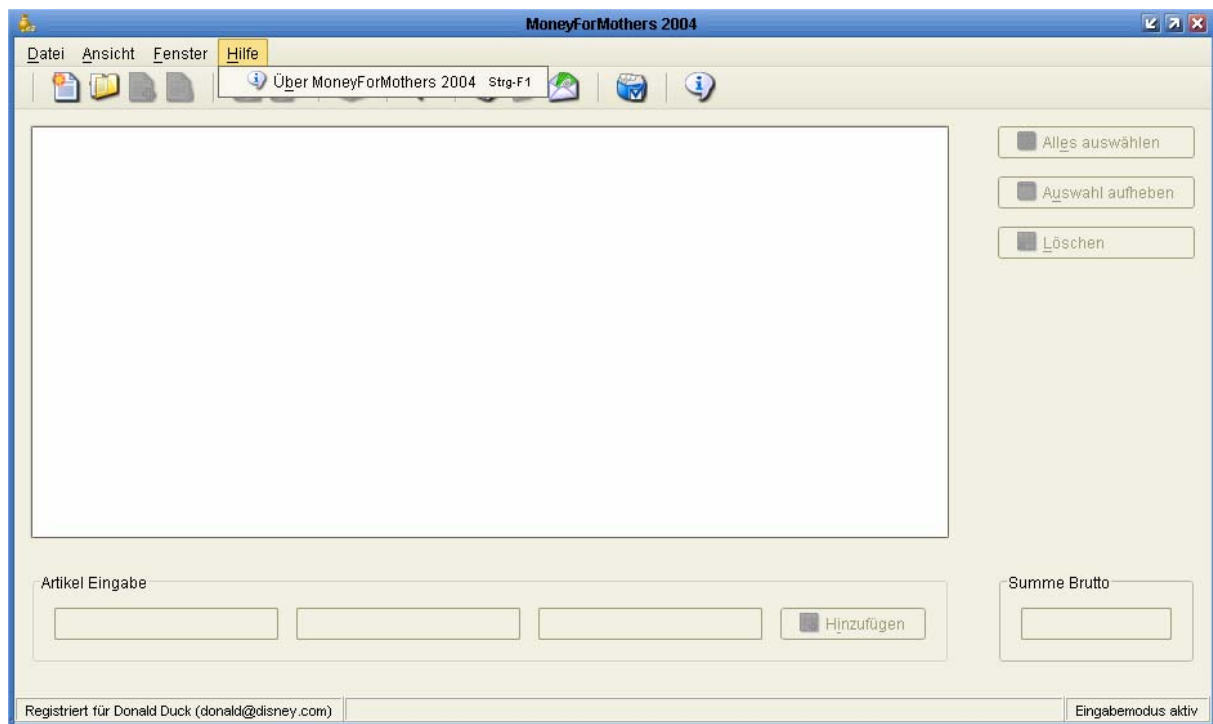 MoneyForMothers 2004
Datei Ansicht Fenster Hilfe
Über MoneyForMothers 2004 Strg-F1
Alles auswählen
Auswahl aufheben
Löschen
Artikel Eingabe
Summe Brutto
Hinzufügen
Registriert für Donald Duck (donald@disney.com)
Eingabemodus aktiv